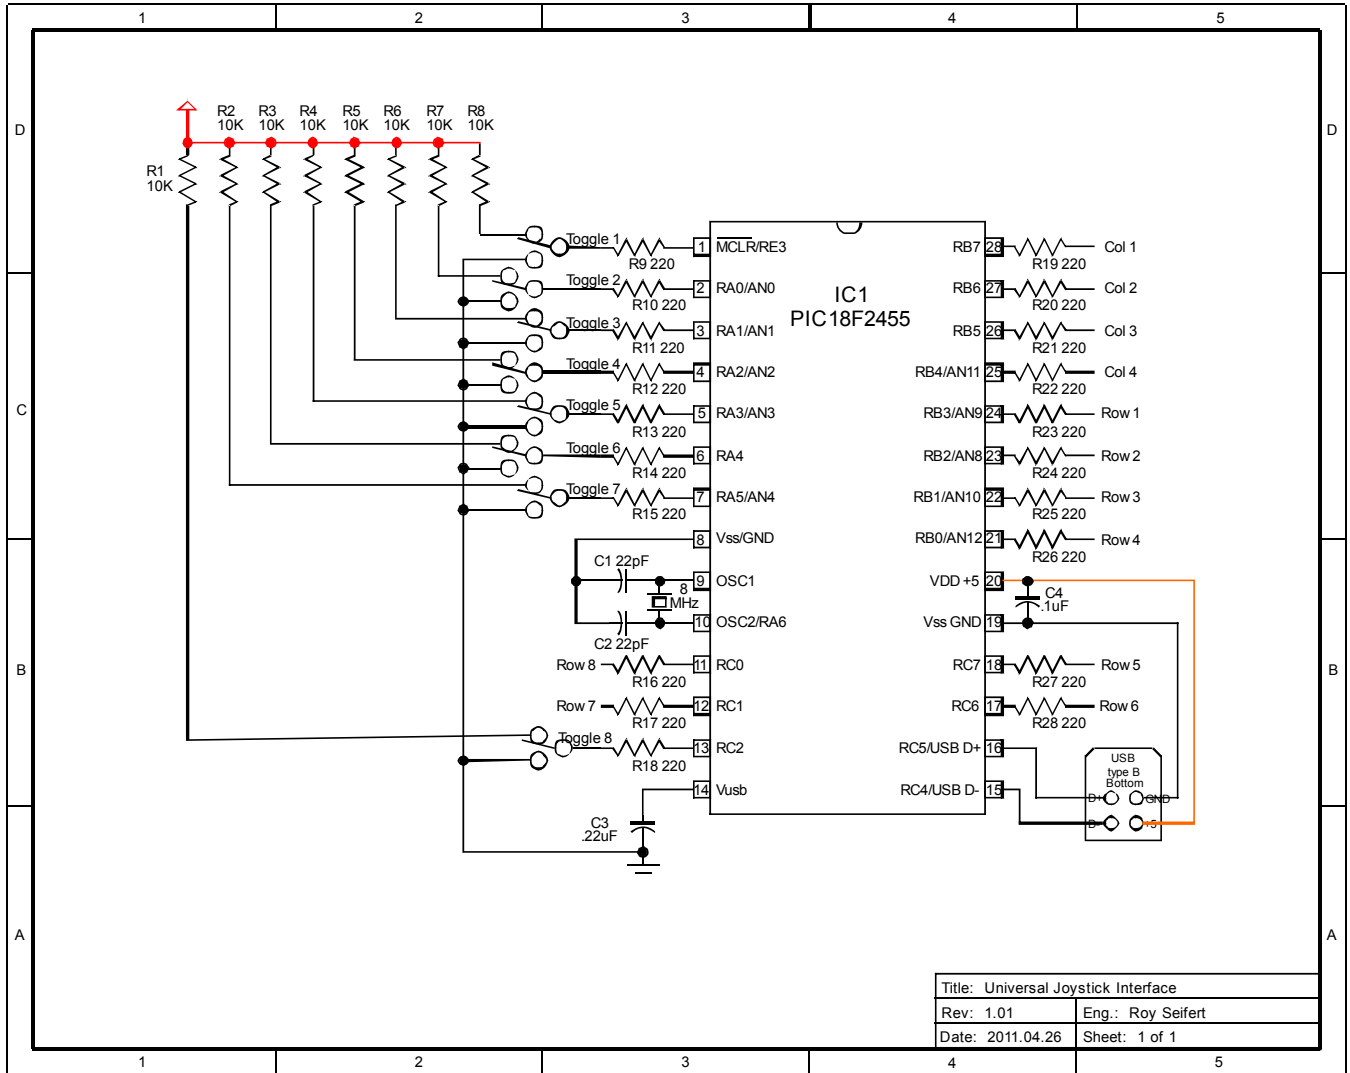 1 2 3 4 5
D D
R2 R3 R4 R5 R6 R7 R8
10K 10K 10K 10K 10K 10K 10K
R1
10K
Toggle 1
R9 220
1 MCLR/RE3
RB7 28
R19 220
Col 1
Toggle 2
R10 220
2 RA0/AN0
RB6 27
R20 220
Col 2
IC1
PIC18F2455
Toggle 3
R11 220
3 RA1/AN1
RB5 26
R21 220
Col 3
Toggle 4
R12 220
4 RA2/AN2
RB4/AN11 25
R22 220
Col 4
C C
Toggle 5
R13 220
5 RA3/AN3
RB3/AN9 24
R23 220
Row 1
Toggle 6
R14 220
6 RA4
RB2/AN8 23
R24 220
Row 2
Toggle 7
R15 220
7 RA5/AN4
RB1/AN10 22
R25 220
Row 3
8 Vss/GND
RB0/AN12 21
R26 220
Row 4
C1 22pF
9 OSC1
VDD +5 20
8
MHz
C4
.1uF
C2 22pF
10 OSC2/RA6
Vss GND 19
B B
Row 8
R16 220
11 RC0
RC7 18
R27 220
Row 5
Row 7
R17 220
12 RC1
RC6 17
R28 220
Row 6
Toggle 8
R18 220
13 RC2
RC5/USB D+ 16
USB
type B
Bottom
14 Vusb
RC4/USB D- 15
D+ GND
D- +5
C3
.22uF
A A
Title: Universal Joystick Interface
Rev: 1.01 Eng.: Roy Seifert
Date: 2011.04.26 Sheet: 1 of 1
1 2 3 4 5